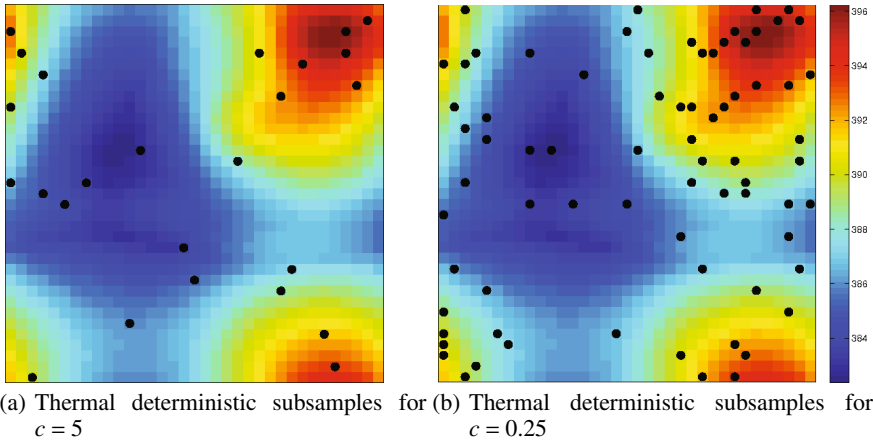 396
394
392
390
388
386
384
(a) Thermal deterministic subsamples for
c = 5
(b) Thermal deterministic subsamples for
c = 0.25